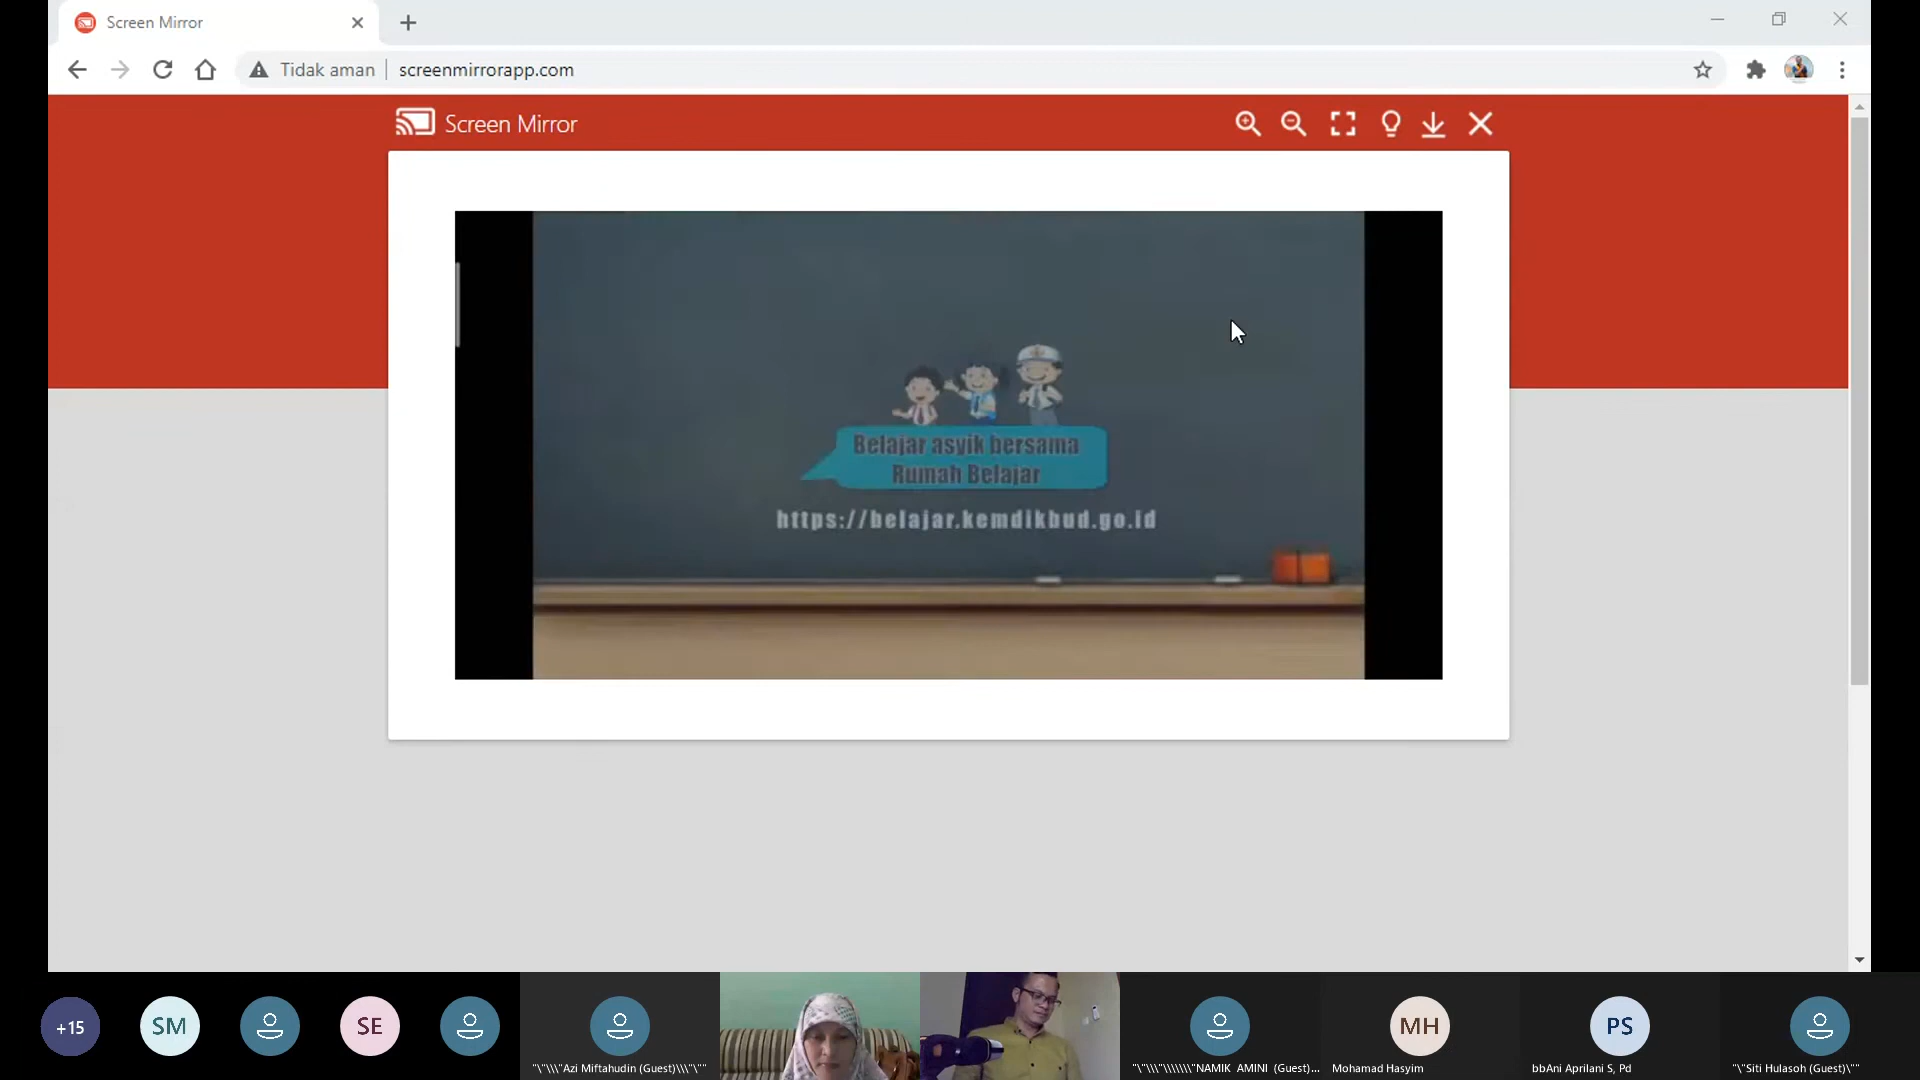 Screen Mirror
Tidak aman
screenmirrorapp.com
Screen Mirror
Belajar asyik bersama
Rumah Belajar
https://belajar.kemdikbud.go.id
+15
SM
SE
MH
PS
"\"\\\"Azi Miftahudin (Guest)\\\"\""
"\"\\\"\\\\\\\"NAMIK AMINI (Guest)...
Mohamad Hasyim
bbAni Aprilani S, Pd
"\"Siti Hulasoh (Guest)\""